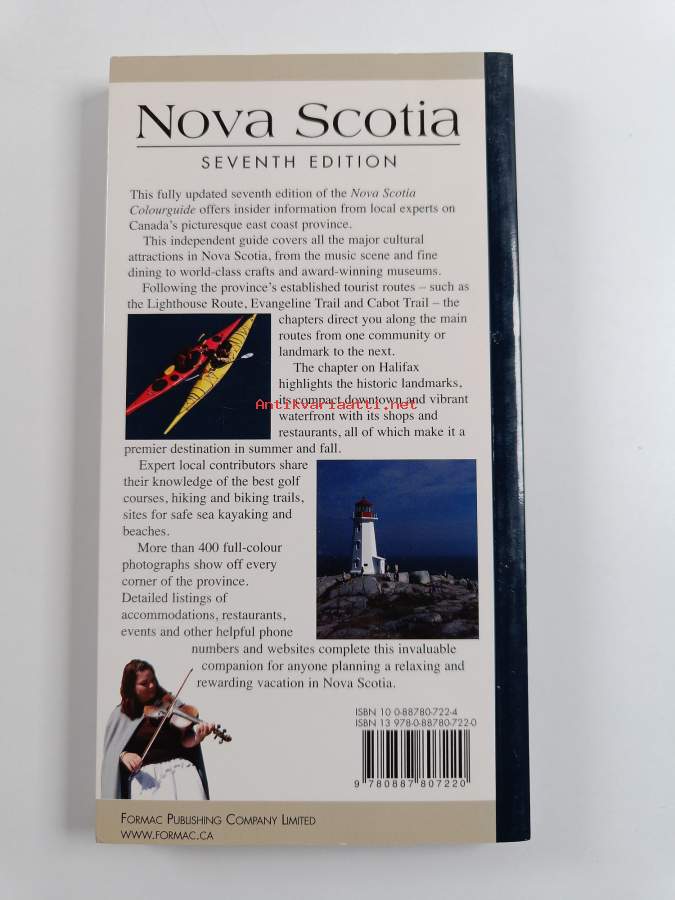 Nova Scotia
SEVENTH EDITION
This fully updated seventh edition of the Nova Scotia
Colourguide offers insider information from local experts on
Canada's picturesque east coast province.
This independent guide covers all the major cultural
attractions in Nova Scotia, from the music scene and fine
dining to world-class crafts and award-winning museums.
Following the province's established tourist routes – such as
the Lighthouse Route, Evangeline Trail and Cabot Trail – the
chapters direct you along the main
routes from one community or
landmark to the next.
The chapter on Halifax
highlights the historic landmarks,
its compact downtown and vibrant
Antikvariaatti.net
waterfront with its shops and
restaurants, all of which make it a
premier destination in summer and fall.
Expert local contributors share
their knowledge of the best golf
courses, hiking and biking trails,
sites for safe sea kayaking and
beaches.
More than 400 full-colour
photographs show off every
corner of the province.
Detailed listings of
accommodations, restaurants,
events and other helpful phone
numbers and websites complete this invaluable
companion for anyone planning a relaxing and
rewarding vacation in Nova Scotia.
ISBN 10 0-88780-722-4
ISBN 13 978-0-88780-722-0
9 780887 807220
FORMAC PUBLISHING COMPANY LIMITED
WWW.FORMAC.CA